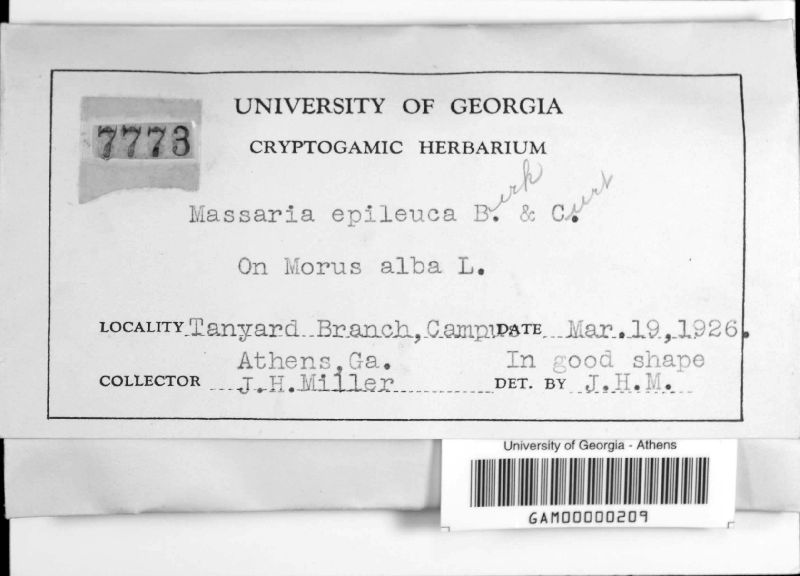 UNIVERSITY OF GEORGIA
7773
CRYPTOGAMIC HERBARIUM
Massaria epileuca B.erk & C.urt
On Morus alba L.
LOCALITY Tanyard Branch, Campus DATE Mar.19,1926.
Athens, Ga. In good shape
COLLECTOR J.H.Miller DET. BY J.H.M.
University of Georgia - Athens
GAM00000209